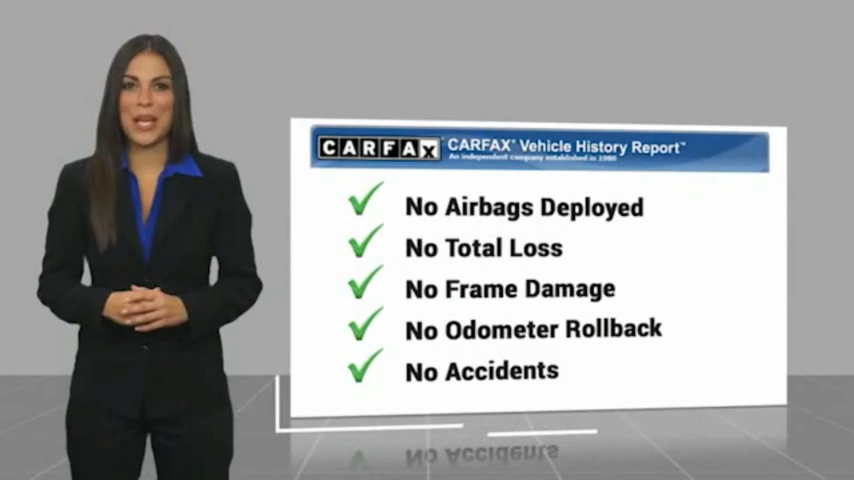 CARFAX
CARFAX® Vehicle History Report™
An independent company established in 1986
No Airbags Deployed
No Total Loss
No Frame Damage
No Odometer Rollback
No Accidents
No Accidents